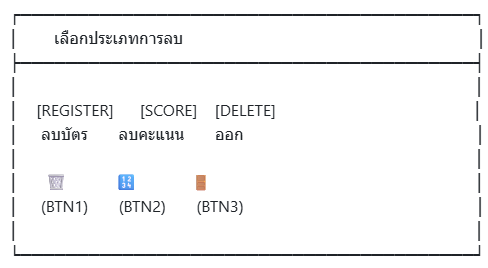 เลือกประเภทการลบ
[REGISTER] [SCORE] [DELETE]
ลบบัตร ลบคะแนน ออก
🗑️ 🔢 🚪
(BTN1) (BTN2) (BTN3)